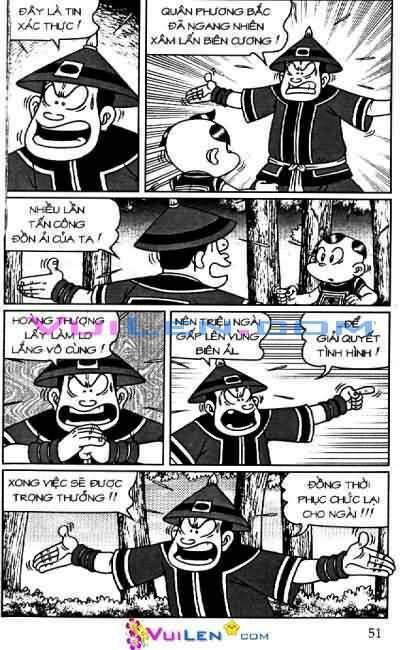 ĐÂY LÀ TIN
XÁC THỰC !
QUÂN PHƯƠNG BẮC
ĐÃ NGANG NHIÊN
XÂM LẤN BIÊN CƯƠNG !
NHIỀU LẦN
TẤN CÔNG
ĐỒN ẢI CỦA TA !
HOÀNG THƯỢNG
LẤY LÀM LO
LẮNG VÔ CÙNG !
NÊN TRIỆU NGÀI
GẤP LÊN VÙNG
BIÊN ẢI.
ĐỂ
GIẢI QUYẾT
TÌNH HÌNH !
VUILEN.COM
XONG VIỆC SẼ ĐƯỢC
TRỌNG THƯỞNG !!
ĐỒNG THỜI
PHỤC CHỨC LẠI
CHO NGÀI !!!
51
VUILEN.COM